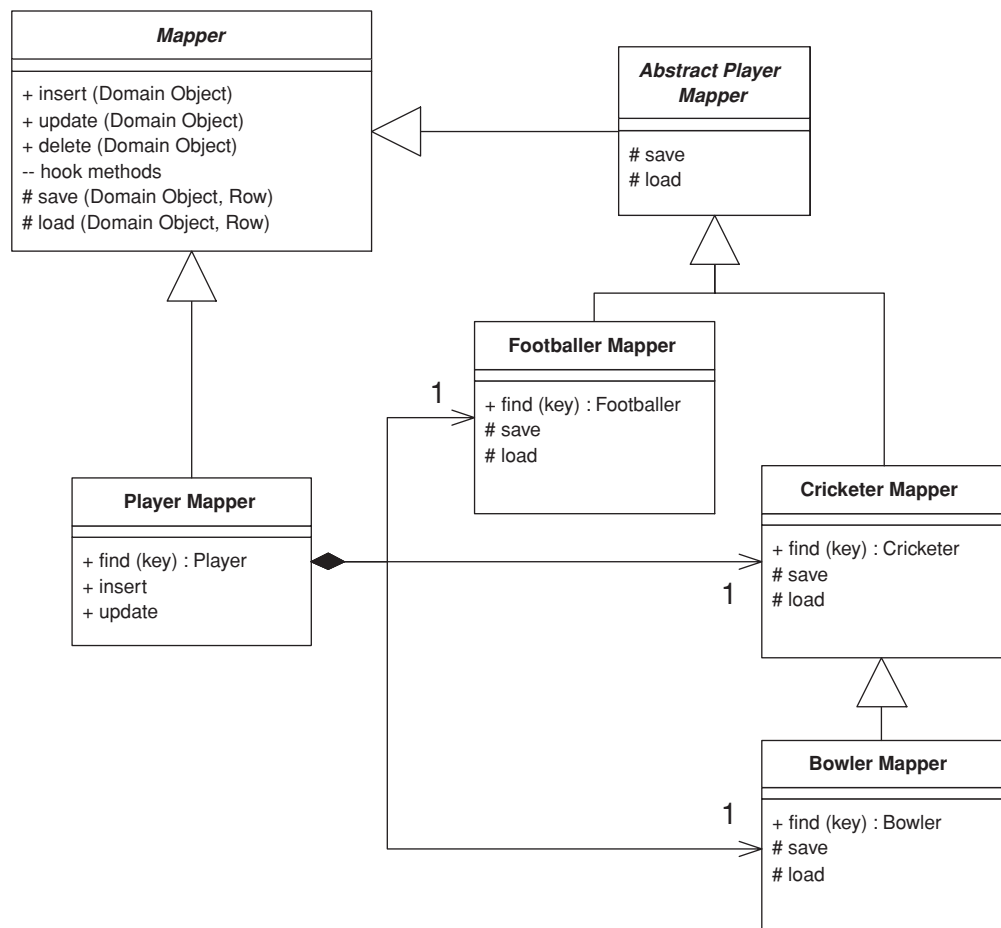 Mapper
+ insert (Domain Object)
+ update (Domain Object)
+ delete (Domain Object)
-- hook methods
# save (Domain Object, Row)
# load (Domain Object, Row)
Abstract Player
Mapper
# save
# load
Footballer Mapper
+ find (key) : Footballer
# save
# load
1
Player Mapper
+ find (key) : Player
+ insert
+ update
Cricketer Mapper
+ find (key) : Cricketer
# save
# load
1
Bowler Mapper
+ find (key) : Bowler
# save
# load
1